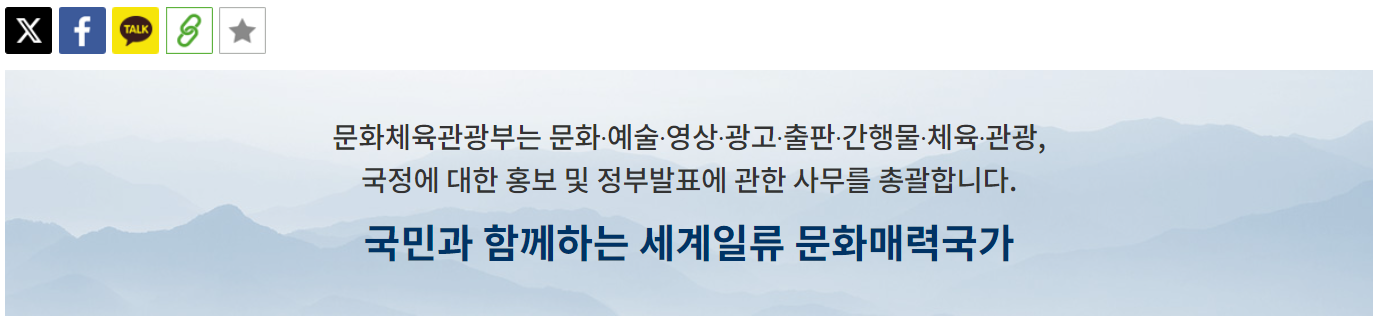 TALK
문화체육관광부는 문화·예술·영상·광고·출판·간행물·체육·관광,
국정에 대한 홍보 및 정부발표에 관한 사무를 총괄합니다.
국민과 함께하는 세계일류 문화매력국가